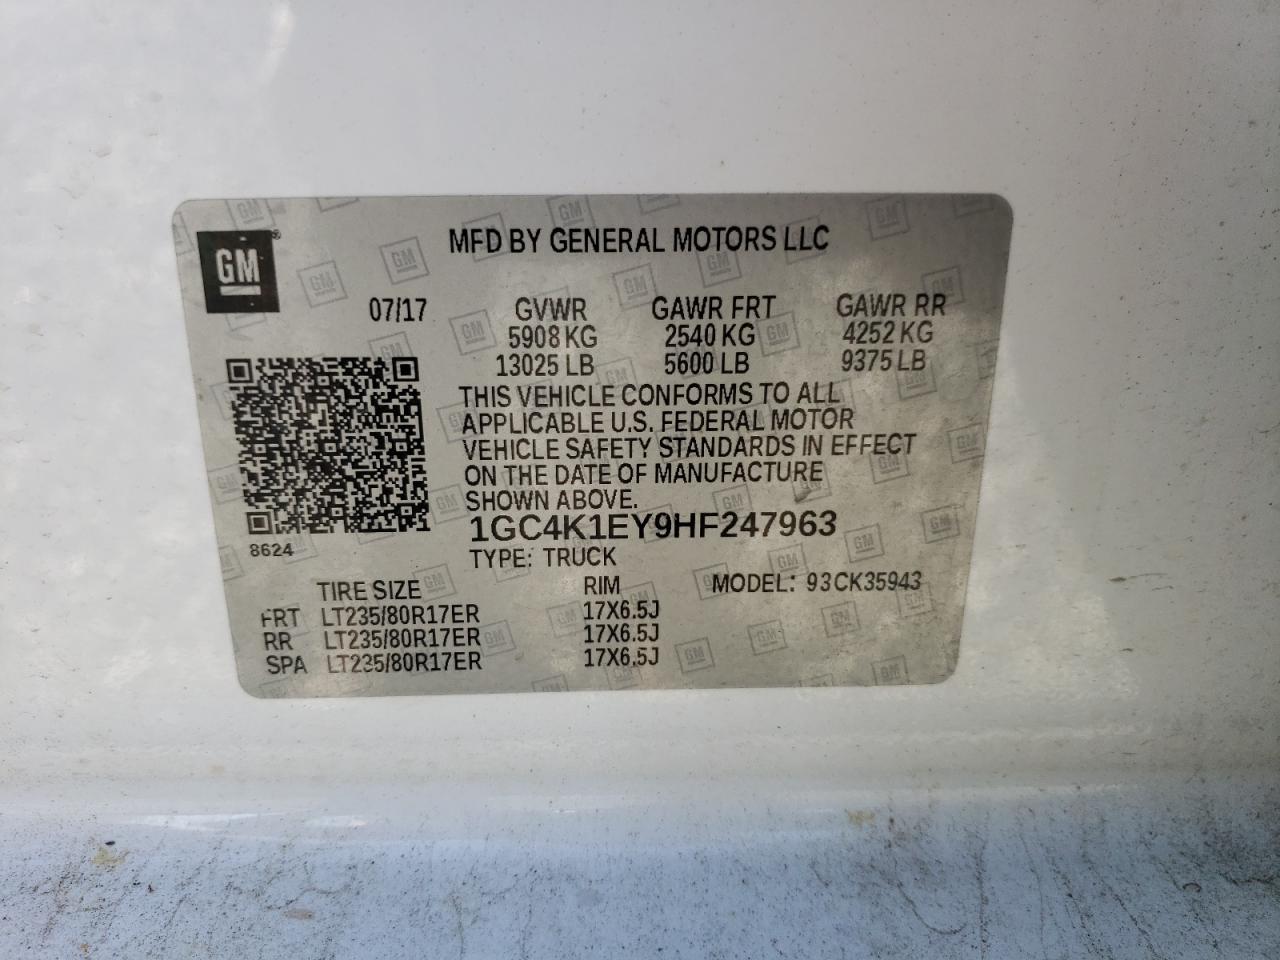 MFD BY GENERAL MOTORS LLC
GM®
07/17 GVWR GAWR FRT GAWR RR
5908 KG 2540 KG 4252 KG
13025 LB 5600 LB 9375 LB
THIS VEHICLE CONFORMS TO ALL
APPLICABLE U.S. FEDERAL MOTOR
VEHICLE SAFETY STANDARDS IN EFFECT
ON THE DATE OF MANUFACTURE
SHOWN ABOVE.
1GC4K1EY9HF247963
8624
TYPE: TRUCK
TIRE SIZE RIM MODEL: 93CK35943
FRT LT235/80R17ER 17X6.5J
RR LT235/80R17ER 17X6.5J
SPA LT235/80R17ER 17X6.5J